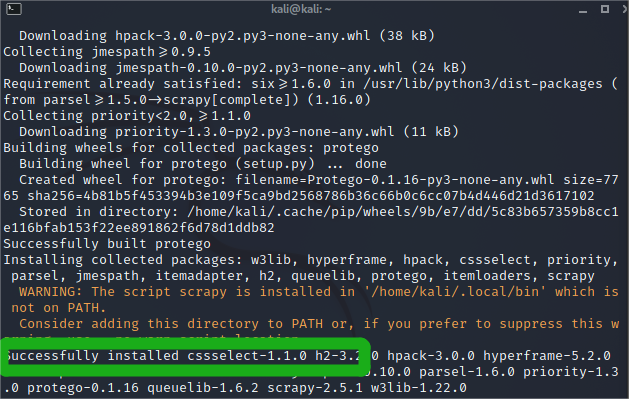 kali@kali: ~
Downloading hpack-3.0.0-py2.py3-none-any.whl (38 kB)
Collecting jmespath≥0.9.5
Downloading jmespath-0.10.0-py2.py3-none-any.whl (24 kB)
Requirement already satisfied: six≥1.6.0 in /usr/lib/python3/dist-packages (
from parsel≥1.5.0→scrapy[complete]) (1.16.0)
Collecting priority<2.0,≥1.1.0
Downloading priority-1.3.0-py2.py3-none-any.whl (11 kB)
Building wheels for collected packages: protego
Building wheel for protego (setup.py) ... done
Created wheel for protego: filename=Protego-0.1.16-py3-none-any.whl size=77
65 sha256=4b81b5f453394b3e109f5ca9bd2568786b36c66b0c6cc07b4d446d21d3617102
Stored in directory: /home/kali/.cache/pip/wheels/9b/e7/dd/5c83b657359b8cc1
e116bfab153f22ee891862f6d78d1ddb82
Successfully built protego
Installing collected packages: w3lib, hyperframe, hpack, cssselect, priority,
parsel, jmespath, itemadapter, h2, queuelib, protego, itemloaders, scrapy
WARNING: The script scrapy is installed in '/home/kali/.local/bin' which is
not on PATH.
Consider adding this directory to PATH or, if you prefer to suppress this w
Successfully installed cssselect-1.1.0 h2-3.2.0 hpack-3.0.0 hyperframe-5.2.0
.10.0 parsel-1.6.0 priority-1.3
.0 protego-0.1.16 queuelib-1.6.2 scrapy-2.5.1 w3lib-1.22.0